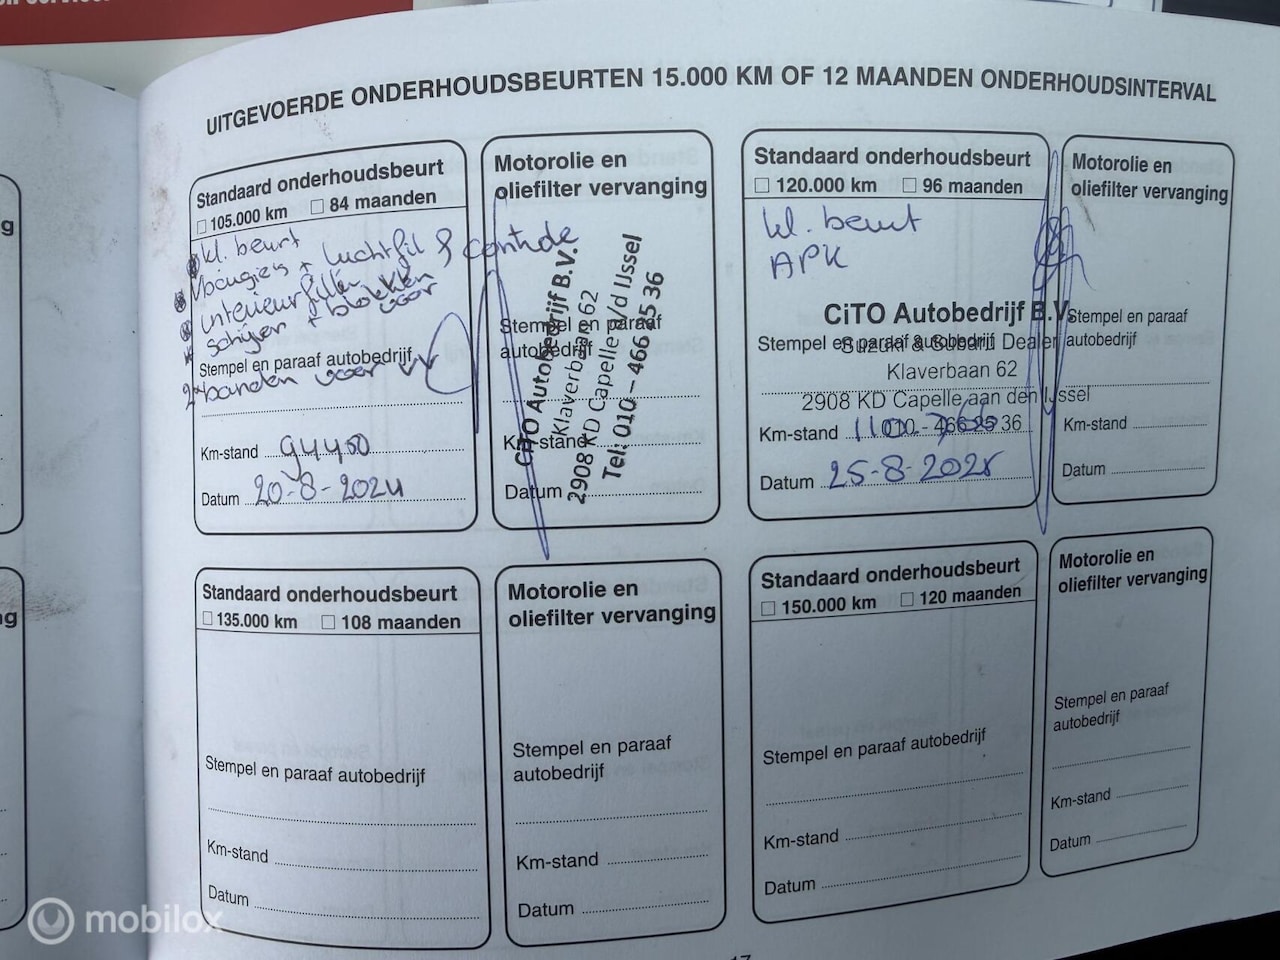 UITGEVOERDE ONDERHOUDSBEURTEN 15.000 KM OF 12 MAANDEN ONDERHOUDSINTERVAL
Standaard onderhoudsbeurt
105.000 km 84 maanden
kl. beurt
bougies + luchtfil & controle
interieurfilter
schijven + blokken
voor
Stempel en paraaf autobedrijf
banden voor
Km-stand 94400
Datum 20-8-2024
Motorolie en
oliefilter vervanging
CiTO Autobedrijf B.V.
Klaverbaan 62
2908 KD Capelle a/d IJssel
Tel: 010 - 466 25 36
Stempel en paraaf
autobedrijf
Km-stand
Datum
Standaard onderhoudsbeurt
120.000 km 96 maanden
kl. beurt
APK
CiTO Autobedrijf B.V.
Suzuki & Subaru Dealer
Stempel en paraaf autobedrijf
Klaverbaan 62
2908 KD Capelle aan den IJssel
010 - 466 25 36
Km-stand
Datum 25-8-2025
Motorolie en
oliefilter vervanging
Stempel en paraaf
autobedrijf
Km-stand
Datum
Standaard onderhoudsbeurt
135.000 km 108 maanden
Stempel en paraaf autobedrijf
Km-stand
Datum
Motorolie en
oliefilter vervanging
Stempel en paraaf
autobedrijf
Km-stand
Datum
Standaard onderhoudsbeurt
150.000 km 120 maanden
Stempel en paraaf autobedrijf
Km-stand
Datum
Motorolie en
oliefilter vervanging
Stempel en paraaf
autobedrijf
Km-stand
Datum
mobilox